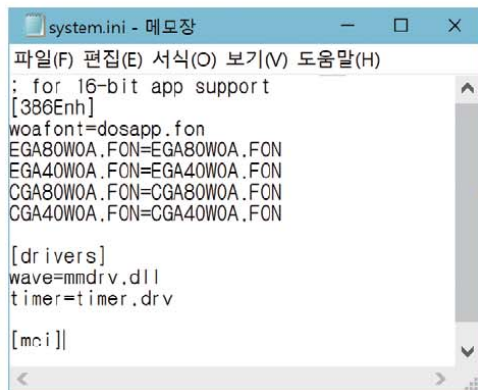 system.ini - 메모장
파일(F) 편집(E) 서식(O) 보기(V) 도움말(H)
; for 16-bit app support
[386Enh]
woafont=dosapp.fon
EGA80WOA.FON=EGA80WOA.FON
EGA40WOA.FON=EGA40WOA.FON
CGA80WOA.FON=CGA80WOA.FON
CGA40WOA.FON=CGA40WOA.FON
[drivers]
wave=mmdrv.dll
timer=timer.drv
[mci]